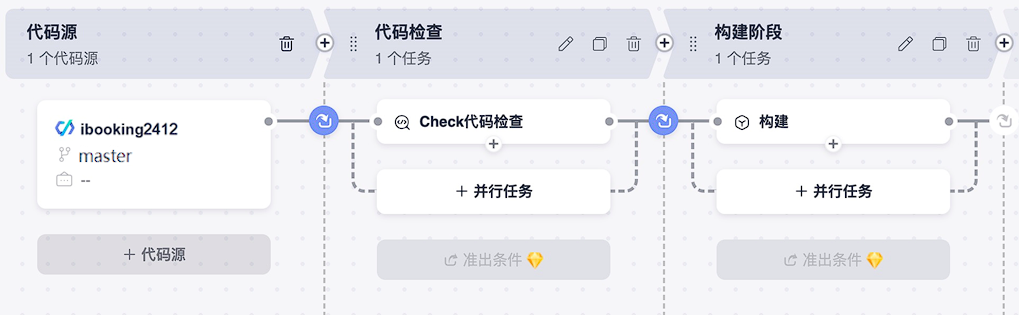 代码源
1 个代码源
代码检查
1 个任务
构建阶段
1 个任务
ibooking2412
master
--
+ 代码源
Check代码检查
+ 并行任务
准出条件
构建
+ 并行任务
准出条件